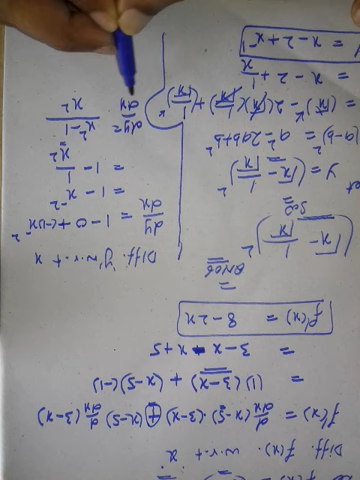 Diff. f(x). w.r.t x
f'(x) = d/dx (x-5).(3-x) + (x-5) d/dx (3-x)
= (1) (3-x) + (x-5)(-1)
= 3-x - x+5
f'(x) = 8-2x
(√x - 1/√x)²
Sol:
y = (√x - 1/√x)²
(a-b)² = a² - 2ab + b²
= (√x)² - 2(√x)(1/√x) + (1/√x)²
= x - 2 + 1/x
= x - 2 + x⁻¹
Diff. y w.r.t x
dy/dx = 1 - 0 + (-1)x⁻²
= 1 - x⁻²
= 1 - 1/x²
dy/dx = x²-1/x²